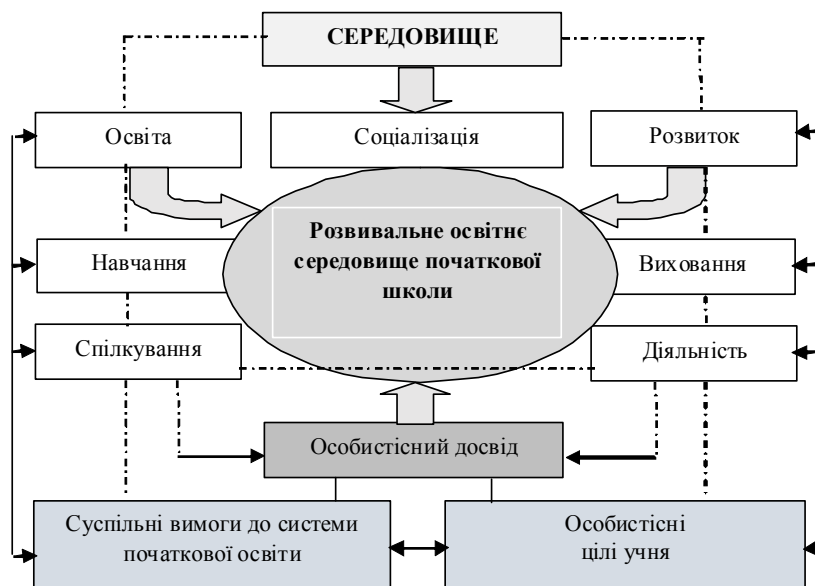 СЕРЕДОВИЩЕ
Освіта
Соціалізація
Розвиток
Розвивальне освітнє
середовище початкової
школи
Навчання
Виховання
Спілкування
Діяльність
Особистісний досвід
Суспільні вимоги до системи
початкової освіти
Особистісні
цілі учня